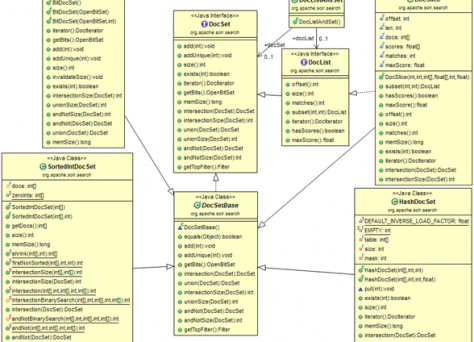 BitDocSet()
BitDocSet(OpenBitSet)
BitDocSet(OpenBitSet,int)
iterator():DocIterator
getBits():OpenBitSet
add(int):void
addUnique(int):void
size():int
invalidateSize():void
exists(int):boolean
intersectionSize(DocSet):int
unionSize(DocSet):int
andNotSize(DocSet):int
andNot(DocSet):DocSet
union(DocSet):DocSet
memSize():long
<<Java Interface>>
DocSet
org.apache.solr.search
add(int):void
addUnique(int):void
size():int
exists(int):boolean
iterator():DocIterator
getBits():OpenBitSet
memSize():long
intersection(DocSet):DocSet
intersectionSize(DocSet):int
union(DocSet):DocSet
unionSize(DocSet):int
andNot(DocSet):DocSet
andNotSize(DocSet):int
getTopFilter():Filter
org.apache.solr.search
DocListAndSet()
+docSet
0..1
+docList
0..1
<<Java Interface>>
DocList
org.apache.solr.search
offset():int
size():int
matches():int
subset(int,int):DocList
iterator():DocIterator
hasScores():boolean
maxScore():float
org.apache.solr.search
offset: int
len: int
docs: int[]
scores: float[]
matches: int
maxScore: float
DocSlice(int,int,int[],float[],int,float)
subset(int,int):DocList
hasScores():boolean
maxScore():float
offset():int
size():int
matches():int
memSize():long
exists(int):boolean
iterator():DocIterator
intersection(DocSet):DocSet
intersectionSize(DocSet):int
<<Java Class>>
SortedIntDocSet
org.apache.solr.search
docs: int[]
zeroInts: int[]
SortedIntDocSet(int[])
SortedIntDocSet(int[],int)
getDocs():int[]
size():int
memSize():long
shrink(int[],int):int[]
firstNonSorted(int[],int,int):int
intersectionSize(int[],int[]):int
intersectionSize(DocSet):int
intersection(int[],int,int[],int,int[]):int
intersectionBinarySearch(int[],int,int[],int,int[]):int
intersection(DocSet):DocSet
andNotBinarySearch(int[],int,int[],int,int[]):int
andNot(int[],int,int[],int,int[]):int
andNot(DocSet):DocSet
<<Java Class>>
DocSetBase
org.apache.solr.search
DocSetBase()
equals(Object):boolean
add(int):void
addUnique(int):void
getBits():OpenBitSet
intersection(DocSet):DocSet
union(DocSet):DocSet
intersectionSize(DocSet):int
unionSize(DocSet):int
andNot(DocSet):DocSet
andNotSize(DocSet):int
getTopFilter():Filter
<<Java Class>>
HashDocSet
org.apache.solr.search
DEFAULT_INVERSE_LOAD_FACTOR: float
EMPTY: int
table: int[]
size: int
mask: int
HashDocSet(int[],int,int)
HashDocSet(int[],int,int,float)
put(int):void
exists(int):boolean
size():int
iterator():DocIterator
memSize():long
intersection(DocSet):DocSet